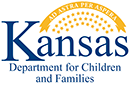 AD ASTRA PER ASPERA
Kansas
Department for Children
and Families